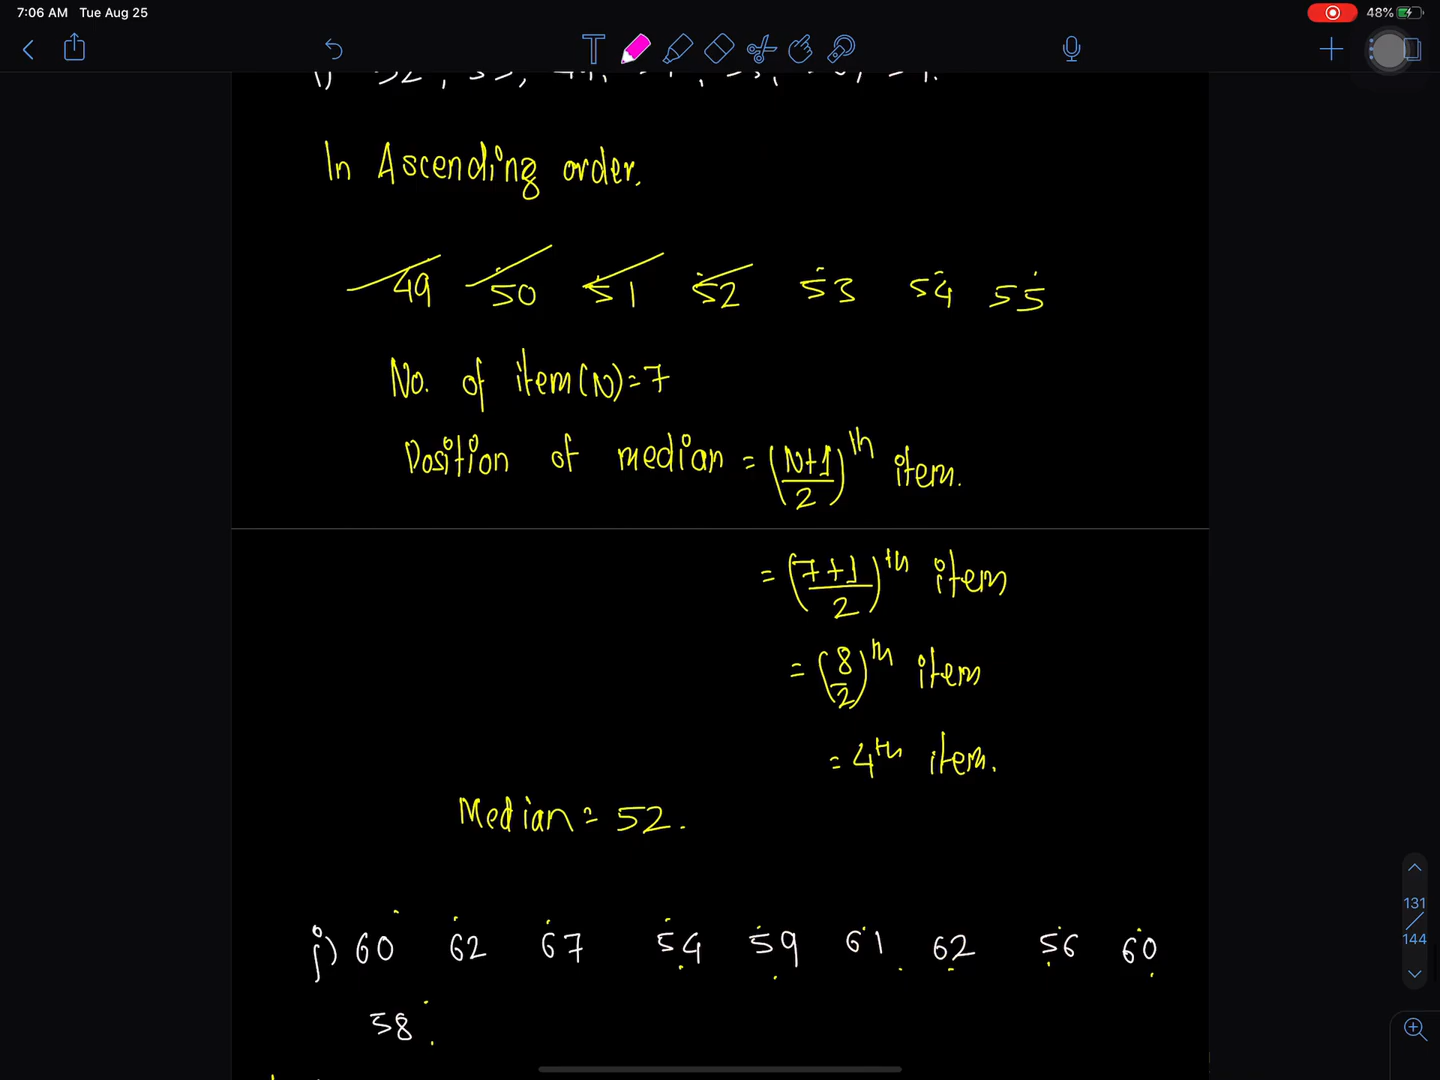 7:06 AM Tue Aug 25
48%
In Ascending order.
49 50 51 52 53 54 55
No. of item(N)=7
Position of median = (N+1/2)th item.
= (7+1/2)th item
= (8/2)th item
= 4th item.
Median = 52.
j) 60 62 67 54 59 61 62 56 60
58
131
144